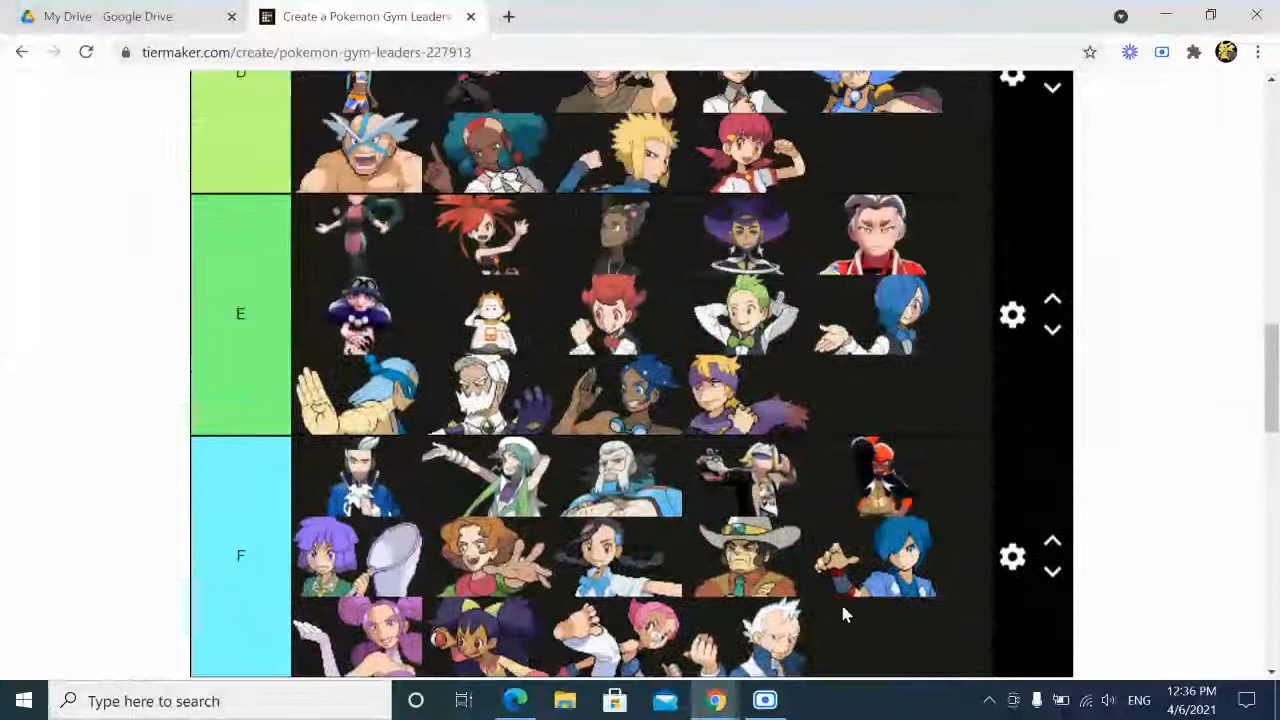 My Drive - Google Drive
Create a Pokemon Gym Leaders
tiermaker.com/create/pokemon-gym-leaders-227913
D
E
F
Type here to search
ENG
12:36 PM
4/6/2021